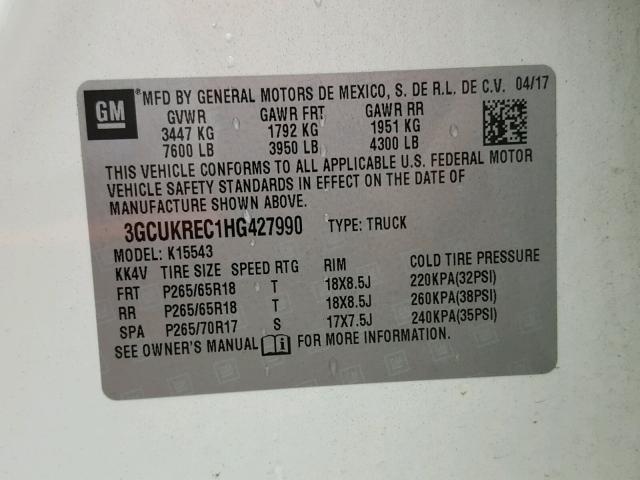 GM ®MFD BY GENERAL MOTORS DE MEXICO, S. DE R.L. DE C.V. 04/17
GVWR GAWR FRT GAWR RR
3447 KG 1792 KG 1951 KG
7600 LB 3950 LB 4300 LB
THIS VEHICLE CONFORMS TO ALL APPLICABLE U.S. FEDERAL MOTOR
VEHICLE SAFETY STANDARDS IN EFFECT ON THE DATE OF
MANUFACTURE SHOWN ABOVE.
3GCUKREC1HG427990 TYPE: TRUCK
MODEL: K15543
KK4V TIRE SIZE SPEED RTG RIM COLD TIRE PRESSURE
FRT P265/65R18 T 18X8.5J 220KPA(32PSI)
RR P265/65R18 T 18X8.5J 260KPA(38PSI)
SPA P265/70R17 S 17X7.5J 240KPA(35PSI)
SEE OWNER'S MANUAL FOR MORE INFORMATION.